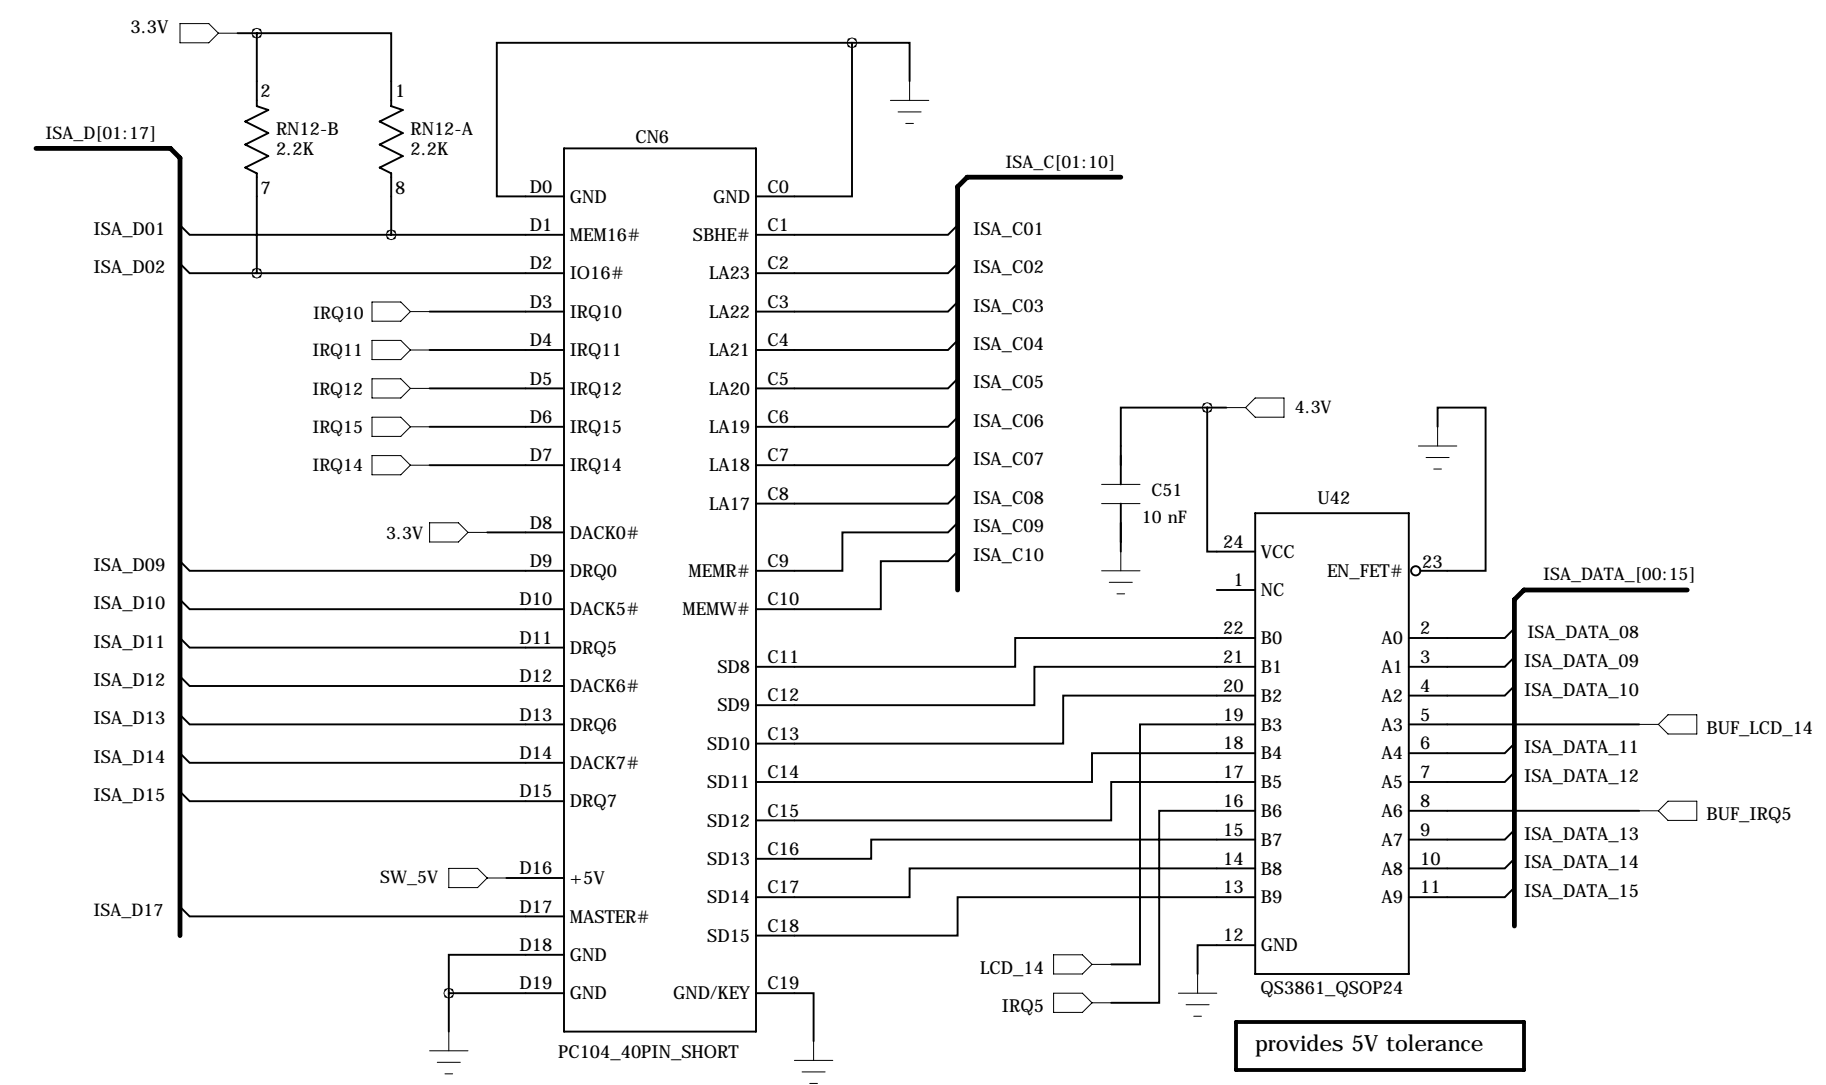 3.3V
2
RN12-B
2.2K
7
1
RN12-A
2.2K
8
ISA_D[01:17]
ISA_D01
ISA_D02
IRQ10
IRQ11
IRQ12
IRQ15
IRQ14
3.3V
ISA_D09
ISA_D10
ISA_D11
ISA_D12
ISA_D13
ISA_D14
ISA_D15
SW_5V
ISA_D17
CN6
D0 GND GND C0
D1 MEM16# SBHE# C1
D2 IO16# LA23 C2
D3 IRQ10 LA22 C3
D4 IRQ11 LA21 C4
D5 IRQ12 LA20 C5
D6 IRQ15 LA19 C6
D7 IRQ14 LA18 C7
LA17 C8
D8 DACK0#
D9 DRQ0 MEMR# C9
D10 DACK5# MEMW# C10
D11 DRQ5
SD8 C11
D12 DACK6#
SD9 C12
D13 DRQ6
SD10 C13
D14 DACK7#
SD11 C14
D15 DRQ7
SD12 C15
SD13 C16
D16 +5V
SD14 C17
D17 MASTER#
SD15 C18
D18 GND
D19 GND GND/KEY C19
PC104_40PIN_SHORT
ISA_C[01:10]
ISA_C01
ISA_C02
ISA_C03
ISA_C04
ISA_C05
ISA_C06
ISA_C07
ISA_C08
ISA_C09
ISA_C10
4.3V
C51
10 nF
LCD_14
IRQ5
U42
24 VCC
EN_FET# 23
1 NC
22 B0 A0 2
21 B1 A1 3
20 B2 A2 4
19 B3 A3 5
18 B4 A4 6
17 B5 A5 7
16 B6 A6 8
15 B7 A7 9
14 B8 A8 10
13 B9 A9 11
12 GND
QS3861_QSOP24
ISA_DATA_[00:15]
ISA_DATA_08
ISA_DATA_09
ISA_DATA_10
BUF_LCD_14
ISA_DATA_11
ISA_DATA_12
BUF_IRQ5
ISA_DATA_13
ISA_DATA_14
ISA_DATA_15
provides 5V tolerance